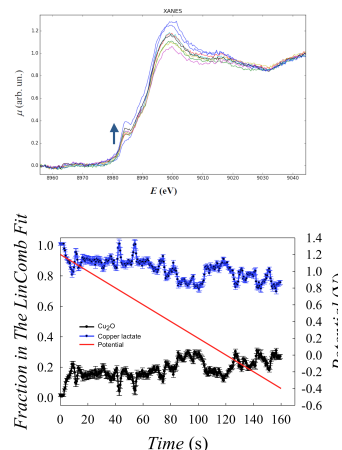 XANES
μ (arb. un.)
1.2
1.0
0.8
0.6
0.4
0.2
0.0
8960 8970 8980 8990 9000 9010 9020 9030 9040
E (eV)
Fraction in The LinComb Fit
1.0
0.8
0.6
0.4
0.2
0.0
Cu2O
Copper lactate
Potential
1.4
1.2
1.0
0.8
0.6
0.4
0.2
0.0
-0.2
-0.4
-0.6
Potential (V)
0 20 40 60 80 100 120 140 160
Time (s)